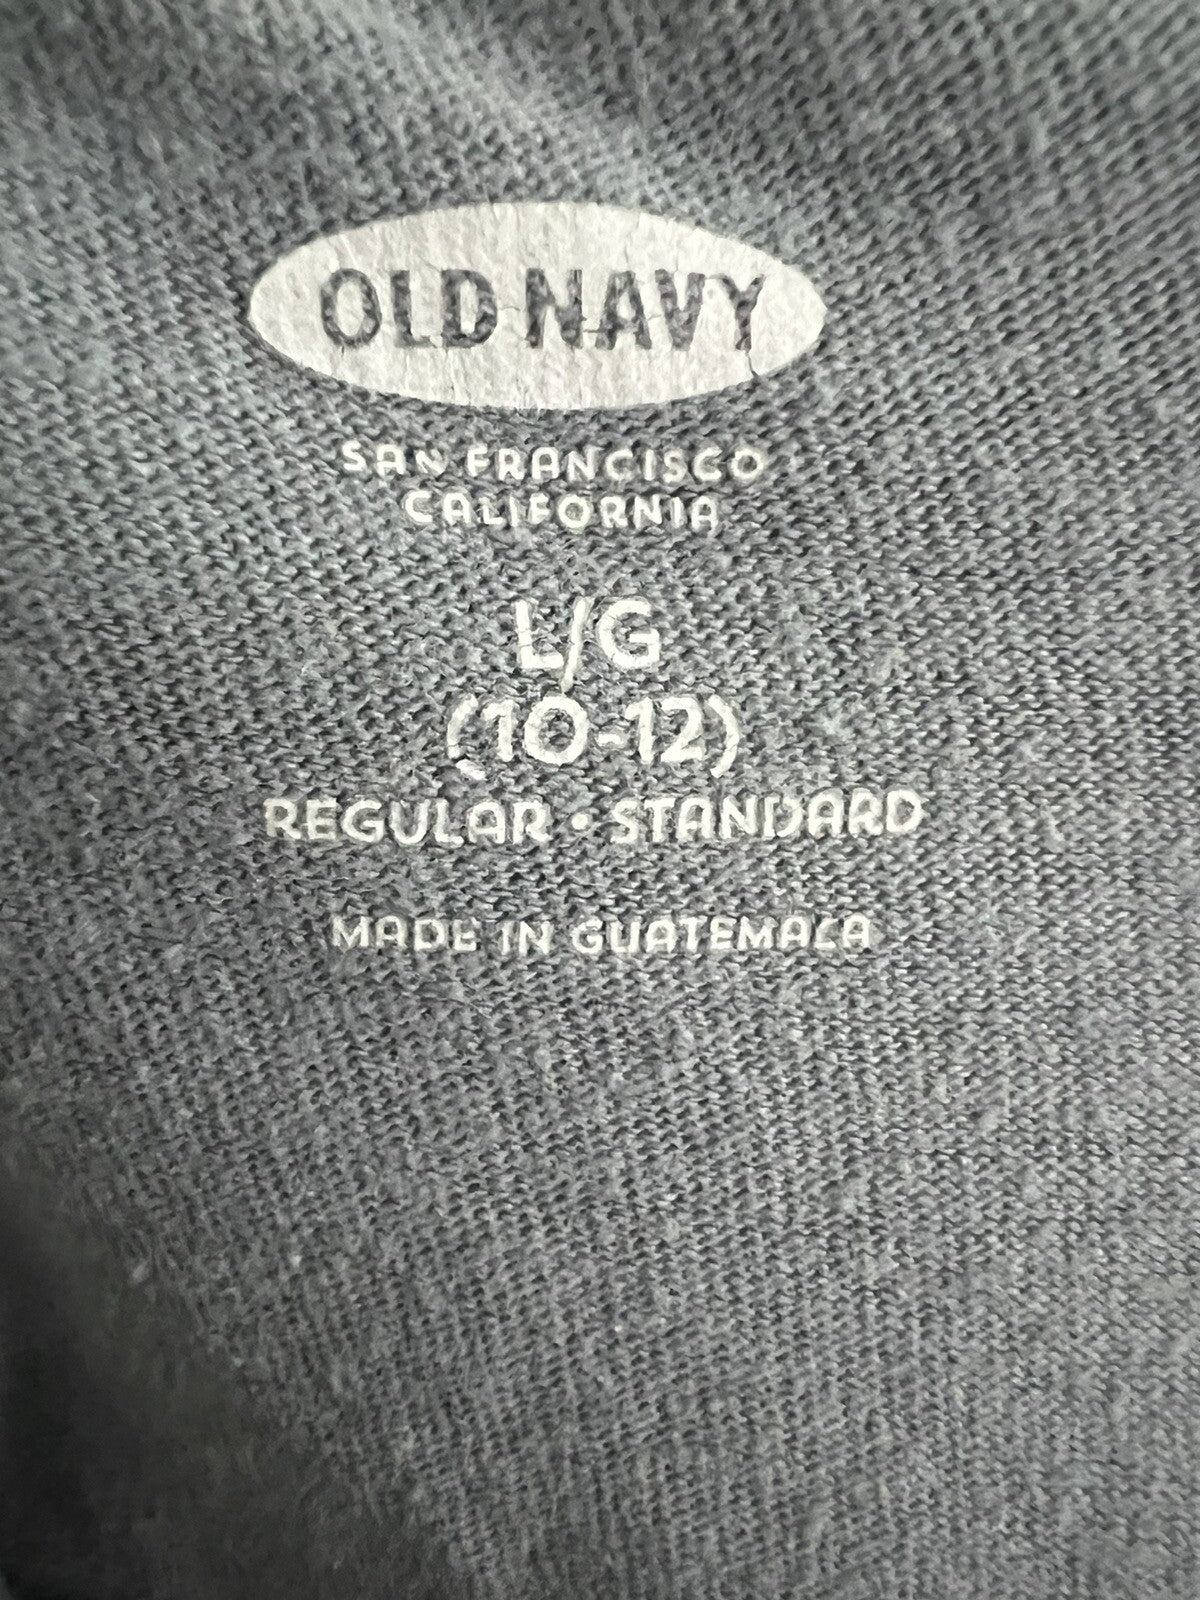 OLD NAVY
SAN FRANCISCO
CALIFORNIA
L/G
(10-12)
REGULAR • STANDARD
MADE IN GUATEMALA